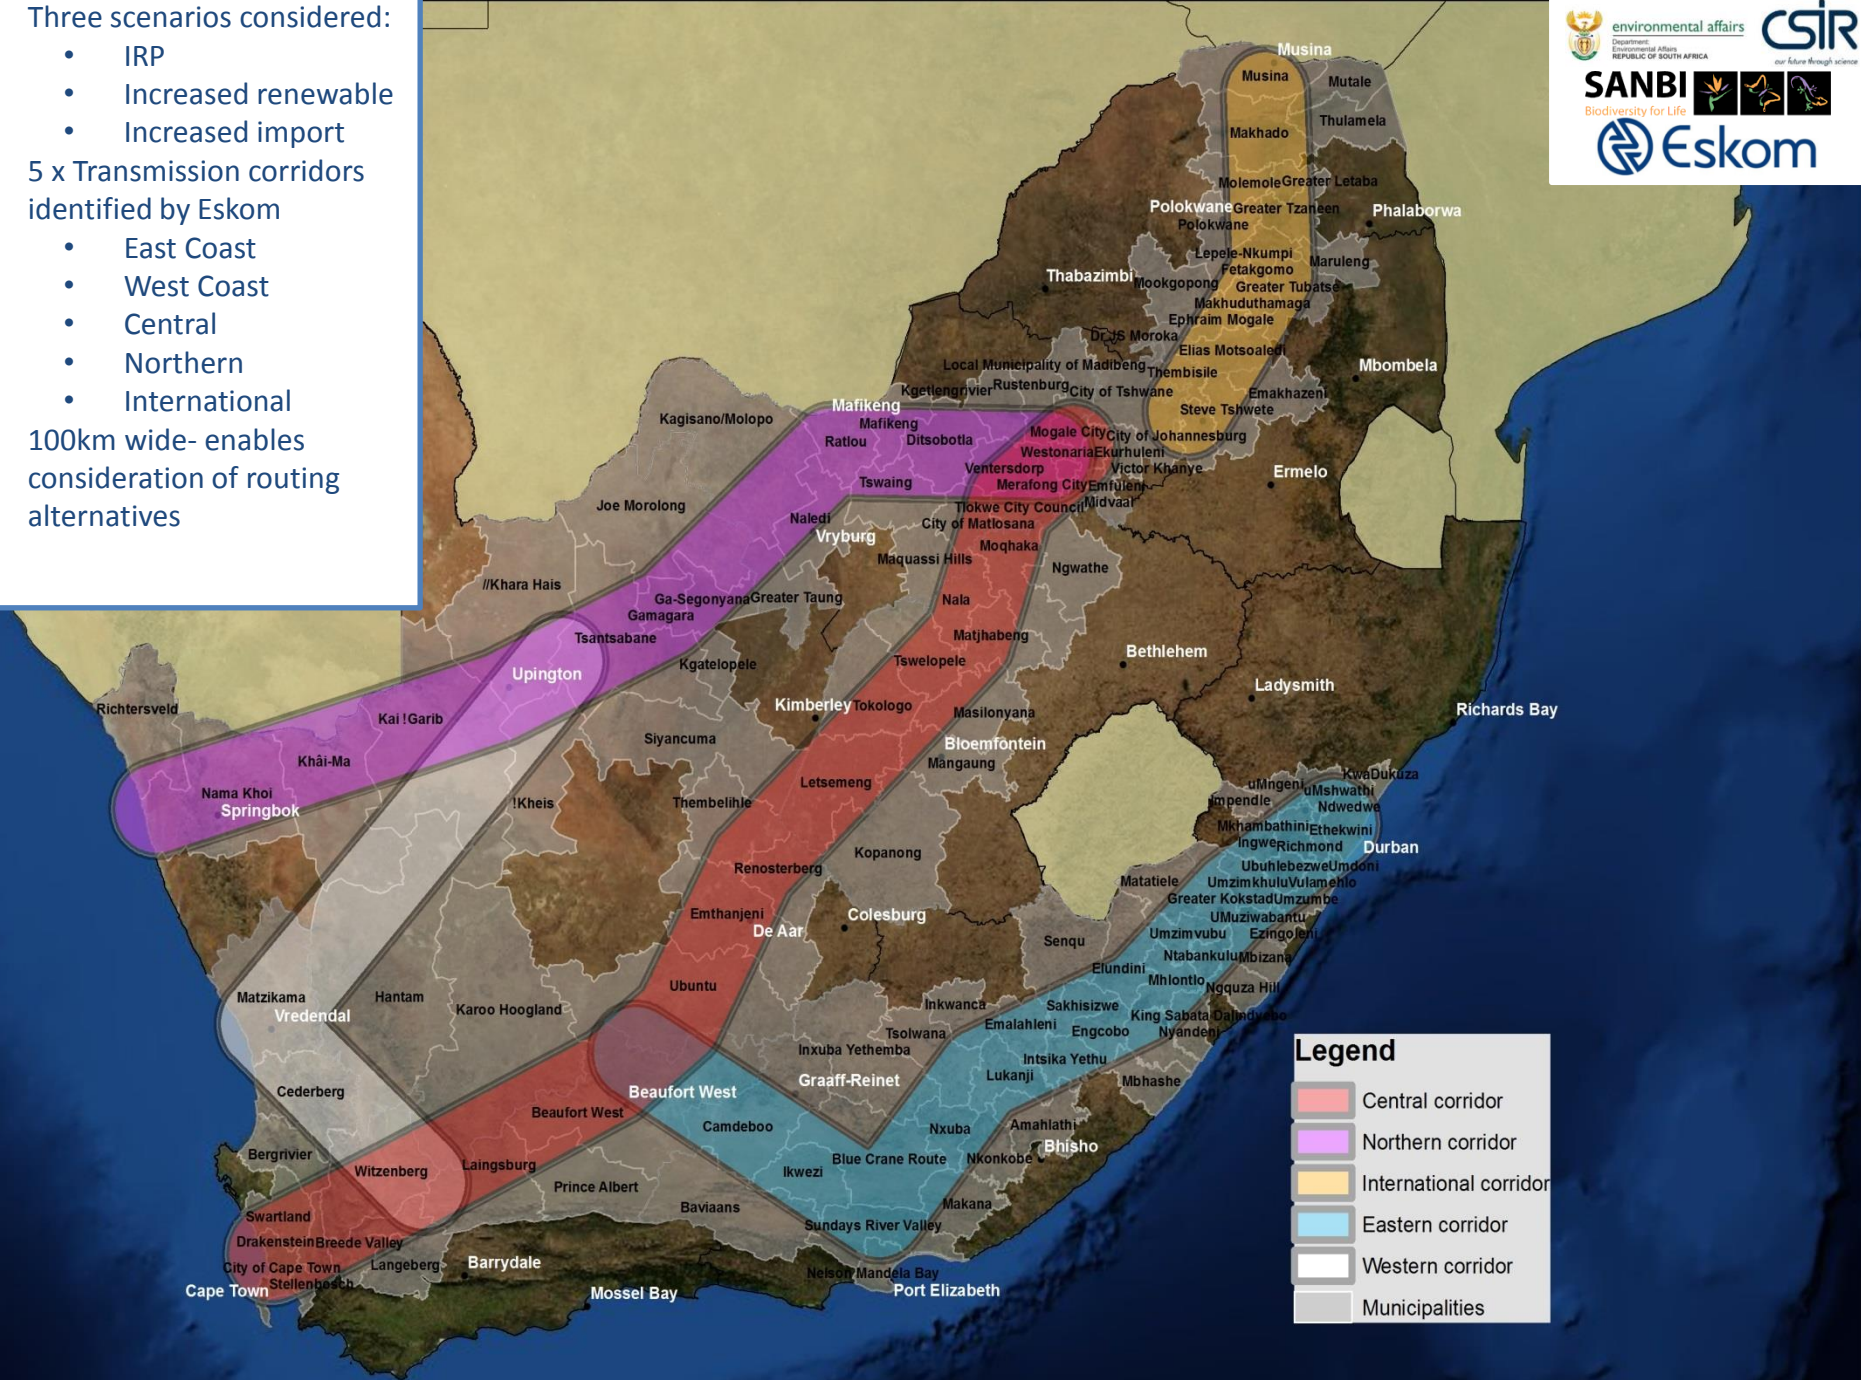 Three scenarios considered:
• IRP
• Increased renewable
• Increased import
5 x Transmission corridors
identified by Eskom
• East Coast
• West Coast
• Central
• Northern
• International
100km wide- enables
consideration of routing
alternatives
environmental affairs
Department:
Environmental Affairs
REPUBLIC OF SOUTH AFRICA
CSIR
our future through science
SANBI
Biodiversity for Life
Eskom
Musina
Musina
Mutale
Thulamela
Makhado
Molemole
Greater Letaba
Polokwane
Greater Tzaneen
Phalaborwa
Polokwane
Lepele-Nkumpi
Maruleng
Fetakgomo
Thabazimbi
Mookgopong
Greater Tubatse
Makhuduthamaga
Ephraim Mogale
Dr JS Moroka
Elias Motsoaledi
Local Municipality of Madibeng
Thembisile
Mbombela
Kgetlengrivier
Rustenburg
City of Tshwane
Emakhazeni
Mafikeng
Steve Tshwete
Kagisano/Molopo
Mafikeng
Ratlou
Ditsobotla
Mogale City
City of Johannesburg
Westonaria
Ekurhuleni
Ventersdorp
Victor Khanye
Ermelo
Tswaing
Merafong City
Emfuleni
Midvaal
Joe Morolong
Tlokwe City Council
Naledi
City of Matlosana
Vryburg
Moqhaka
Maquassi Hills
Ngwathe
//Khara Hais
Ga-Segonyana
Greater Taung
Nala
Gamagara
Tsantsabane
Matjhabeng
Bethlehem
Kgatelopele
Tswelopele
Upington
Ladysmith
Richtersveld
Kimberley
Tokologo
Masilonyana
Richards Bay
Kai !Garib
Siyancuma
Bloemfontein
Khâi-Ma
Mangaung
Letsemeng
KwaDukuza
uMngeni
uMshwathi
Nama Khoi
Springbok
!Kheis
Thembelihle
Impendle
Ndwedwe
Mkhambathini
Ethekwini
Ingwe
Richmond
Durban
Kopanong
Renosterberg
Ubuhlebezwe
Umdoni
Matatiele
Umzimkhulu
Vulamehlo
Greater Kokstad
Umzumbe
Emthanjeni
Colesburg
UMuziwabantu
De Aar
Senqu
Umzimvubu
Ezingoleni
Ntabankulu
Mbizana
Elundini
Ubuntu
Mhlontlo
Ngquza Hill
Matzikama
Hantam
Karoo Hoogland
Inkwanca
Sakhisizwe
Vredendal
Emalahleni
Engcobo
King Sabata Dalindyebo
Tsolwana
Nyandeni
Inxuba Yethemba
Intsika Yethu
Lukanji
Graaff-Reinet
Mbhashe
Cederberg
Beaufort West
Beaufort West
Camdeboo
Nxuba
Amahlathi
Bhisho
Bergrivier
Witzenberg
Laingsburg
Ikwezi
Blue Crane Route
Nkonkobe
Prince Albert
Baviaans
Makana
Swartland
Sundays River Valley
Drakenstein
Breede Valley
City of Cape Town
Langeberg
Barrydale
Nelson Mandela Bay
Stellenbosch
Cape Town
Mossel Bay
Port Elizabeth
Legend
Central corridor
Northern corridor
International corridor
Eastern corridor
Western corridor
Municipalities